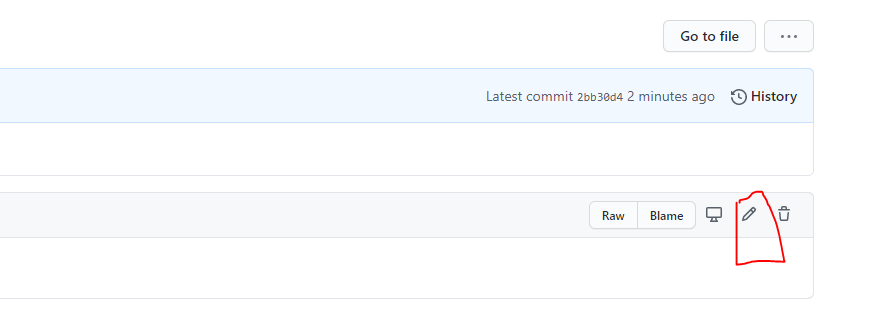 Go to file
Latest commit 2bb30d4 2 minutes ago History
Raw Blame